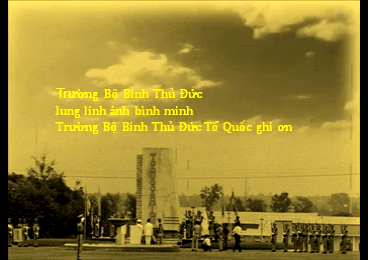 Trường Bộ Binh Thủ Đức
lung linh ánh bình minh
Trường Bộ Binh Thủ Đức Tổ Quốc ghi ơn